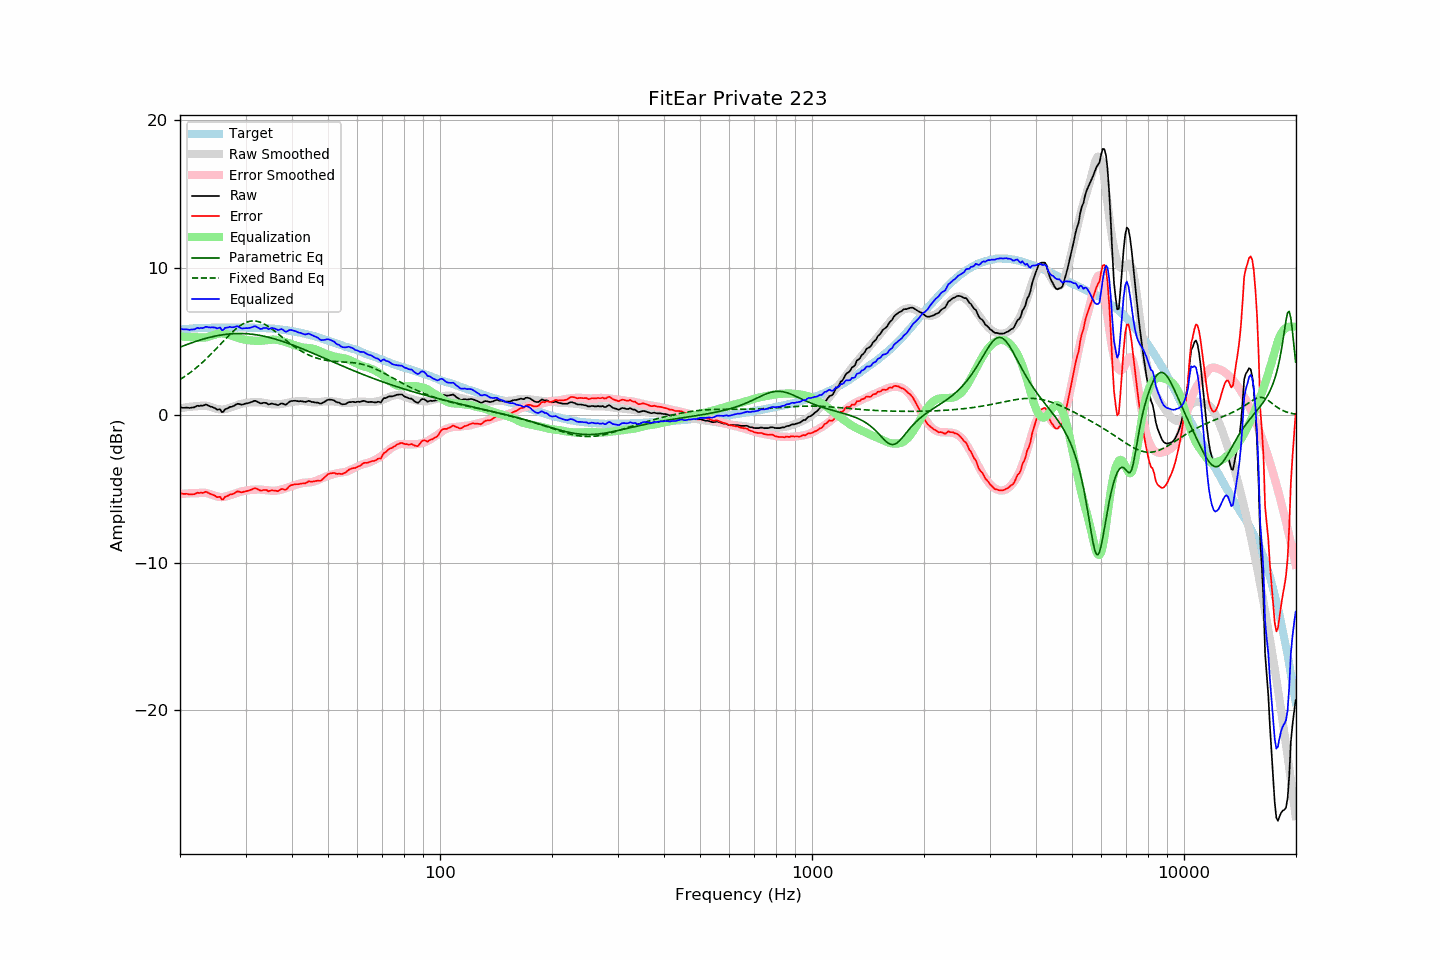 FitEar Private 223
20
10
0
−10
−20
Amplitude (dBr)
Target
Raw Smoothed
Error Smoothed
Raw
Error
Equalization
Parametric Eq
Fixed Band Eq
Equalized
100
1000
10000
Frequency (Hz)